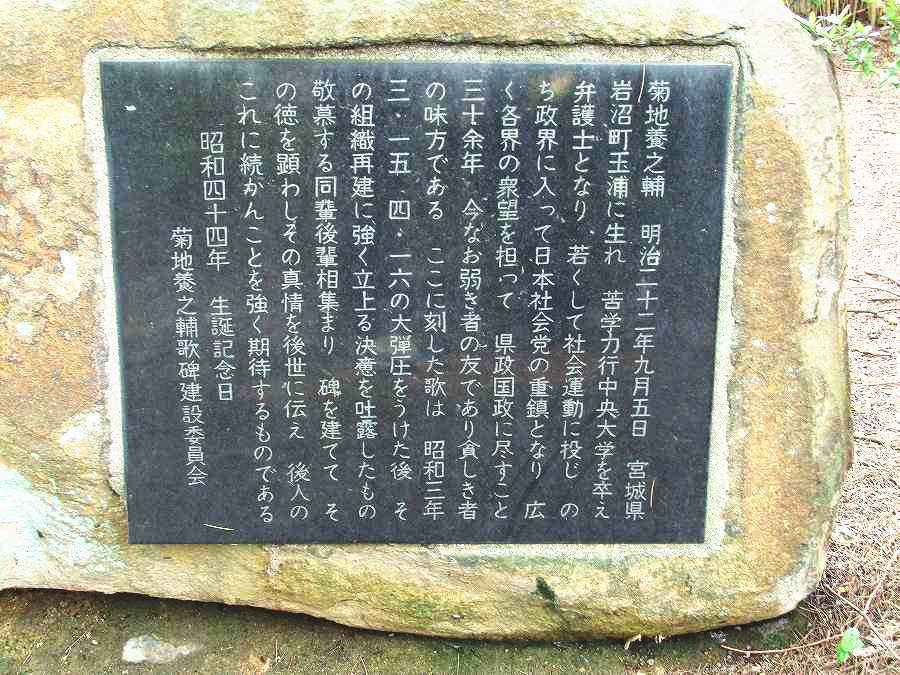 菊地養之輔　明治二十二年九月五日　宮城県
岩沼町玉浦に生れ　苦学力行中央大学を卒え
弁護士となり、若くして社会運動に投じ　の
ち政界に入って日本社会党の重鎮となり　広
く各界の衆望を担って　県政国政に尽すこと
三十余年　今なお弱き者の友であり貧しき者
の味方である　ここに刻した歌は　昭和三年
三・一五　四・一六の大弾圧をうけた後　そ
の組織再建に強く立上る決意を吐露したもの
敬慕する同輩後輩相集まり　碑を建てて　そ
の徳を顕わしその真情を後世に伝え　後人の
これに続かんことを強く期待するものである
昭和四十四年　生誕記念日
菊地養之輔歌碑建設委員会